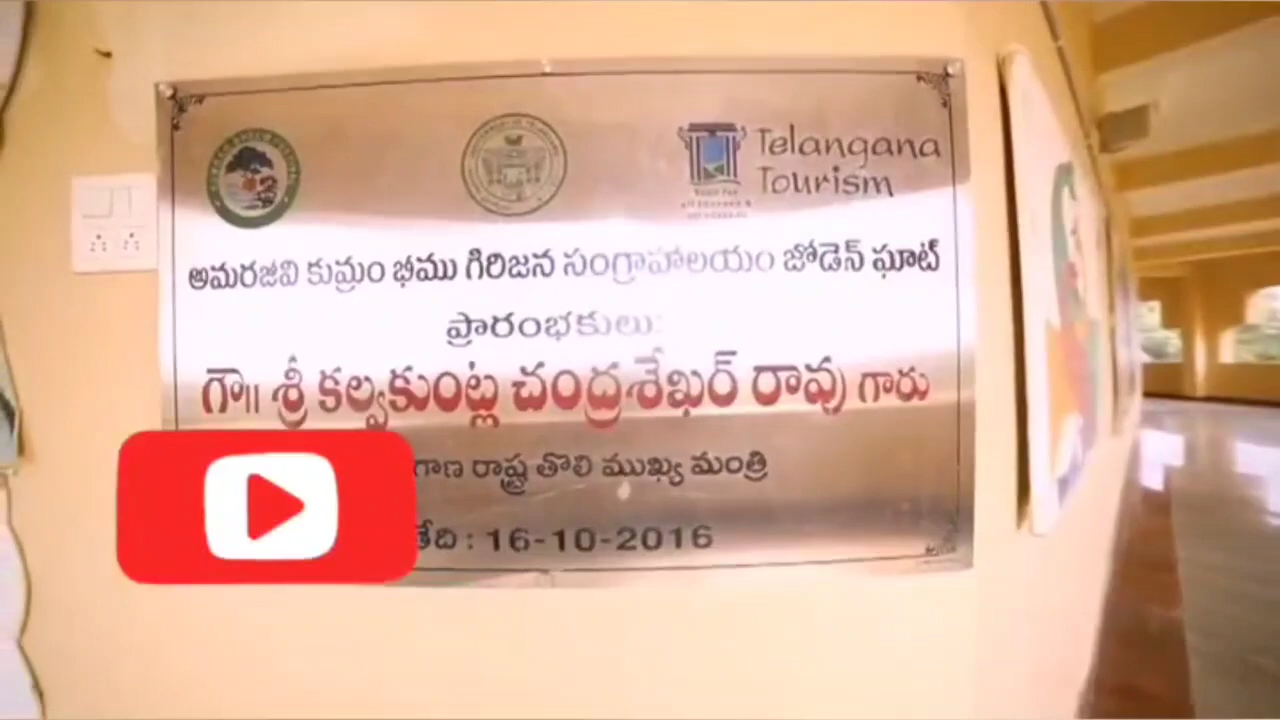 Telangana
Tourism
అమరజీవి కుమ్రం భీము గిరిజన సంగ్రాహాలయం జోడెన్ ఘాట్
ప్రారంభకులు:
గౌ॥ శ్రీ కల్వకుంట్ల చంద్రశేఖర్ రావు గారు
గాణ రాష్ట్ర తొలి ముఖ్య మంత్రి
తేది : 16-10-2016